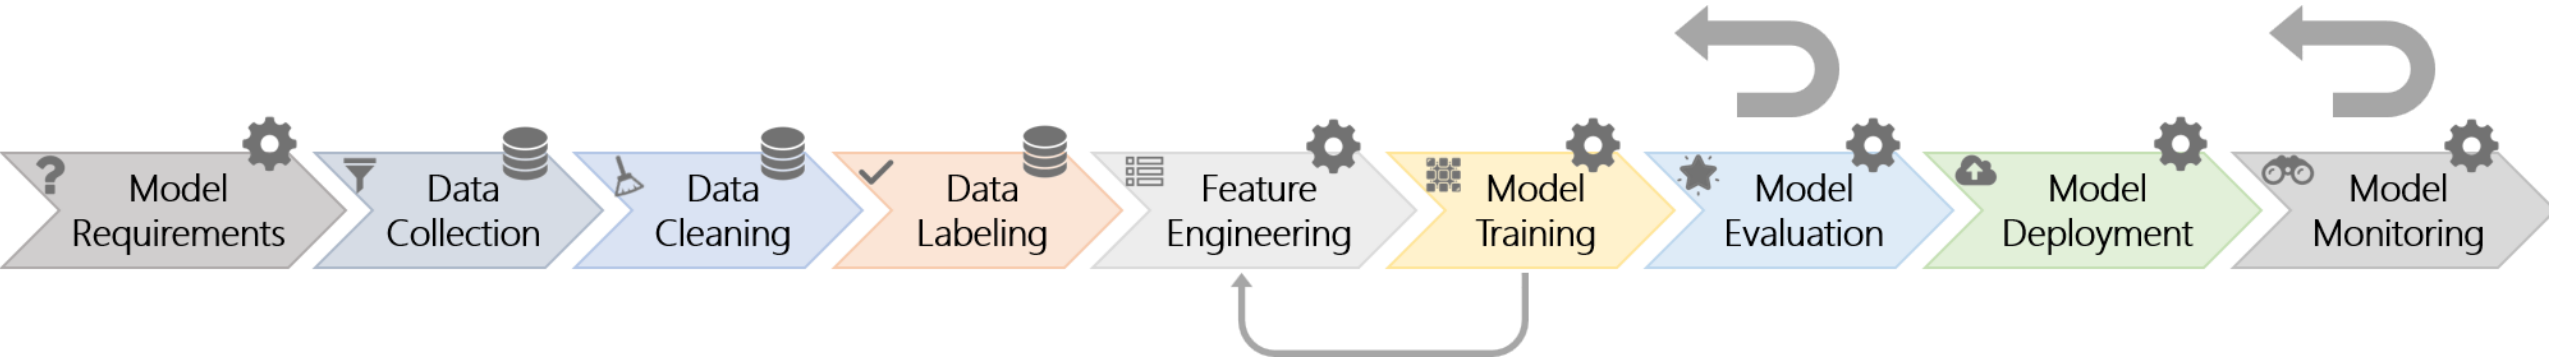 Model
Requirements
Data
Collection
Data
Cleaning
Data
Labeling
Feature
Engineering
Model
Training
Model
Evaluation
Model
Deployment
Model
Monitoring